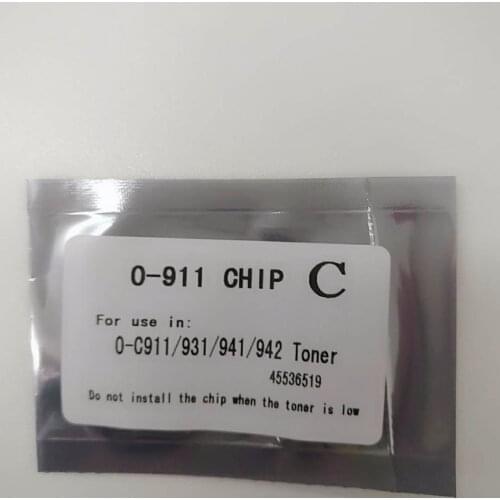 O-911 CHIP C
For use in:
O-C911/931/941/942 Toner
45536519
Do not install the chip when the toner is low